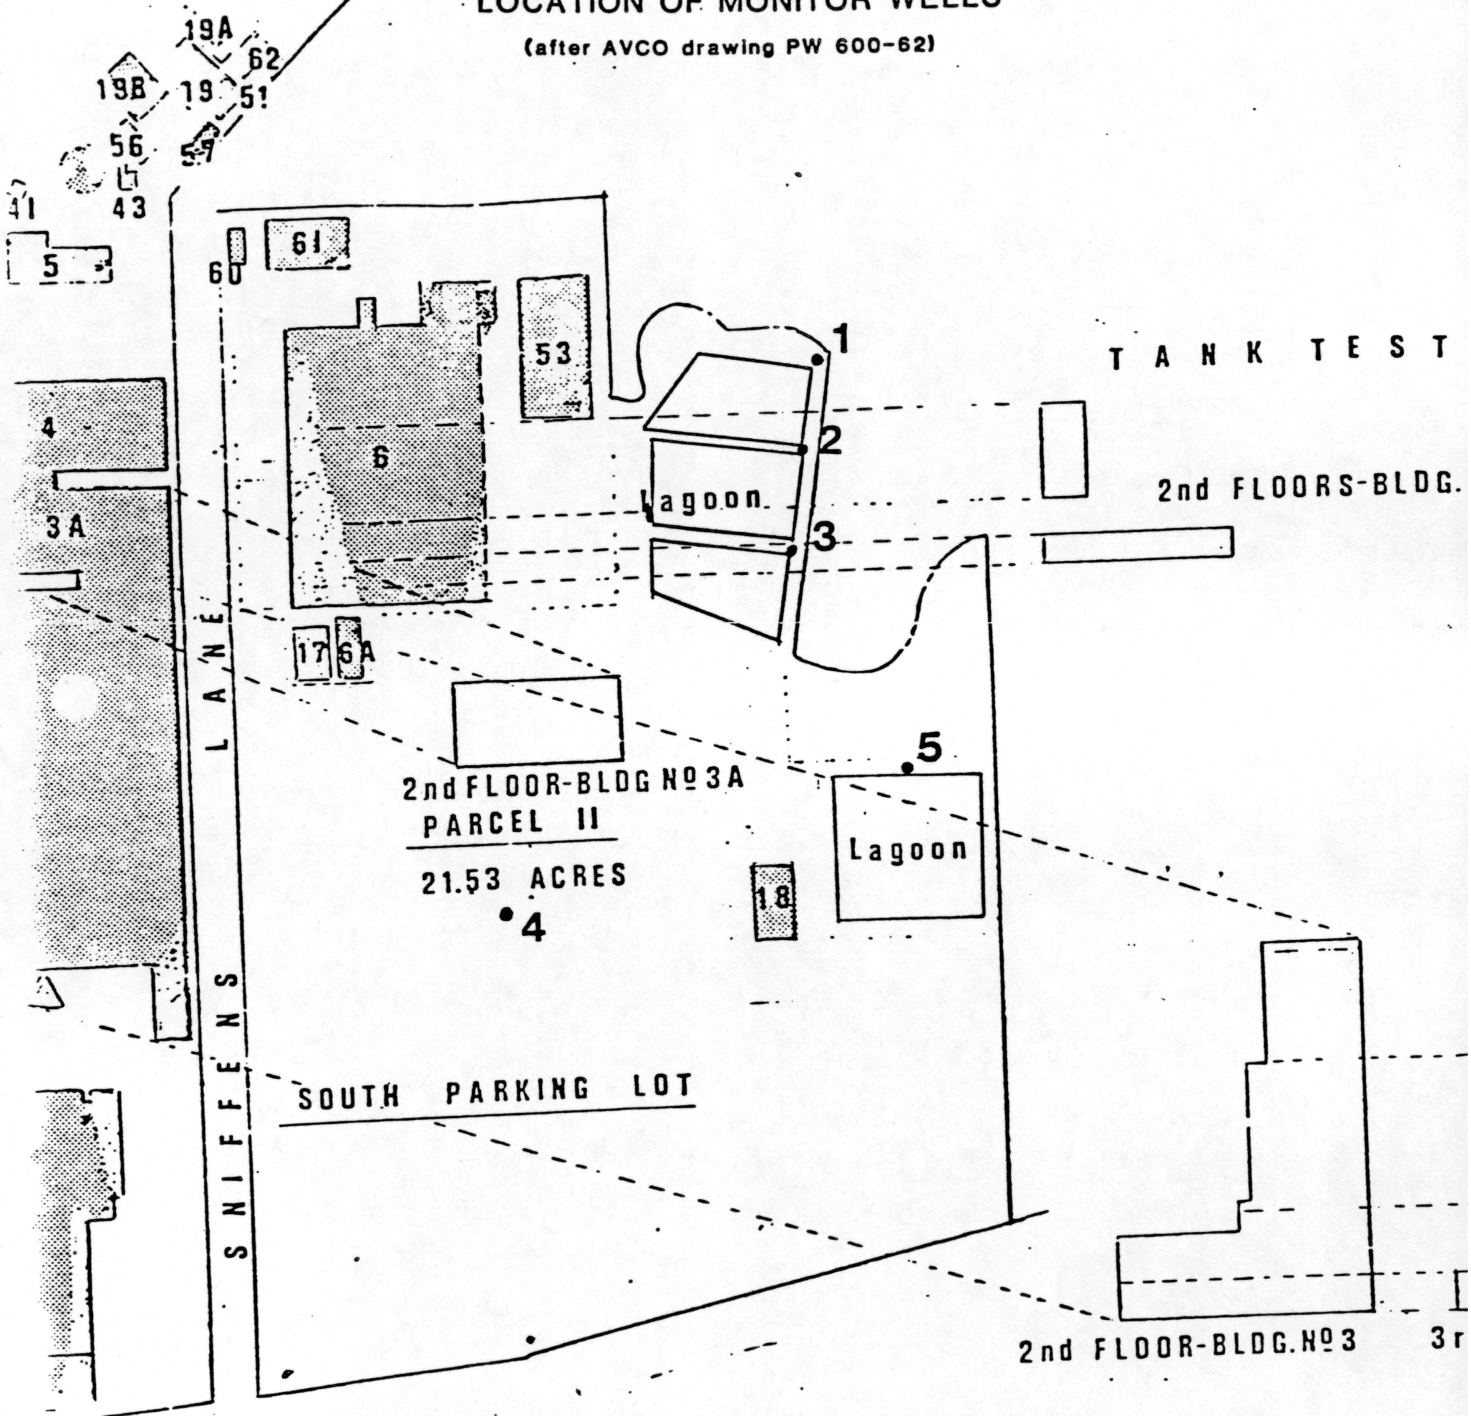 LOCATION OF MONITOR WELLS
(after AVCO drawing PW 600-62)
19A
62
19B
19
51
56
57
41
43
5
61
6
53
1
TANK TEST
4
6
2
Lagoon
2nd FLOORS-BLDG.
3A
3
17
6A
SNIFFENS LANE
2nd FLOOR-BLDG Nº 3A
PARCEL II
21.53 ACRES
4
5
Lagoon
18
SOUTH PARKING LOT
2nd FLOOR-BLDG. Nº 3
3r